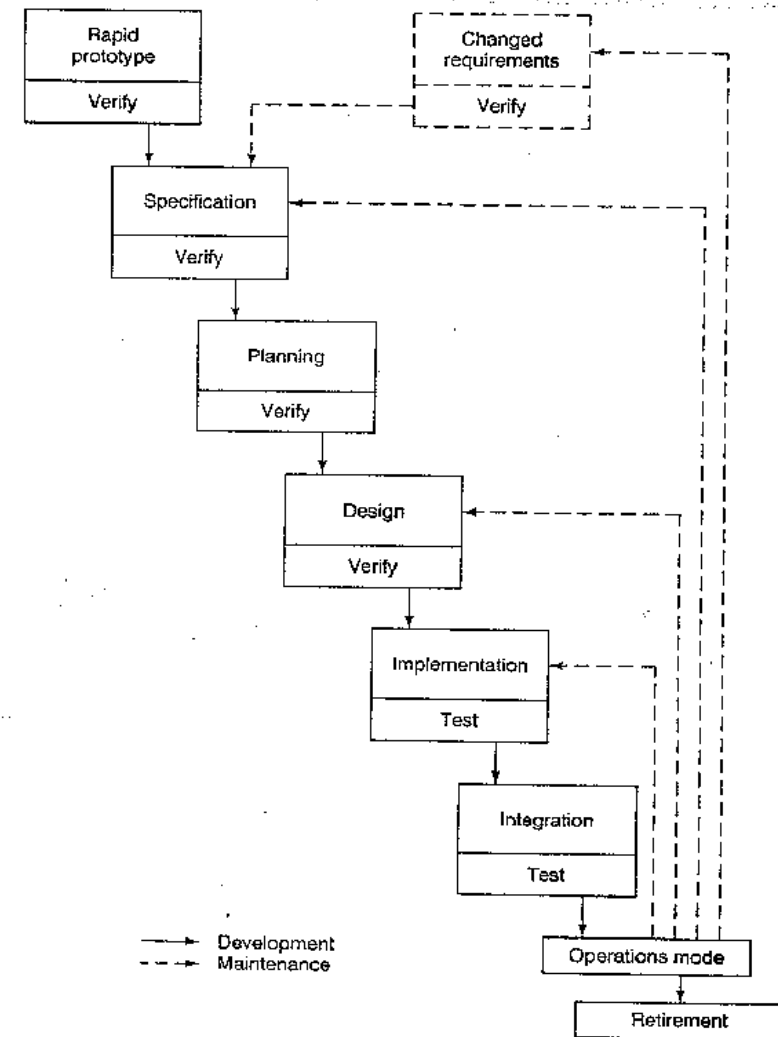 Rapid
prototype
Verify
Changed
requirements
Verify
Specification
Verify
Planning
Verify
Design
Verify
Implementation
Test
Integration
Test
Development
Maintenance
Operations mode
Retirement